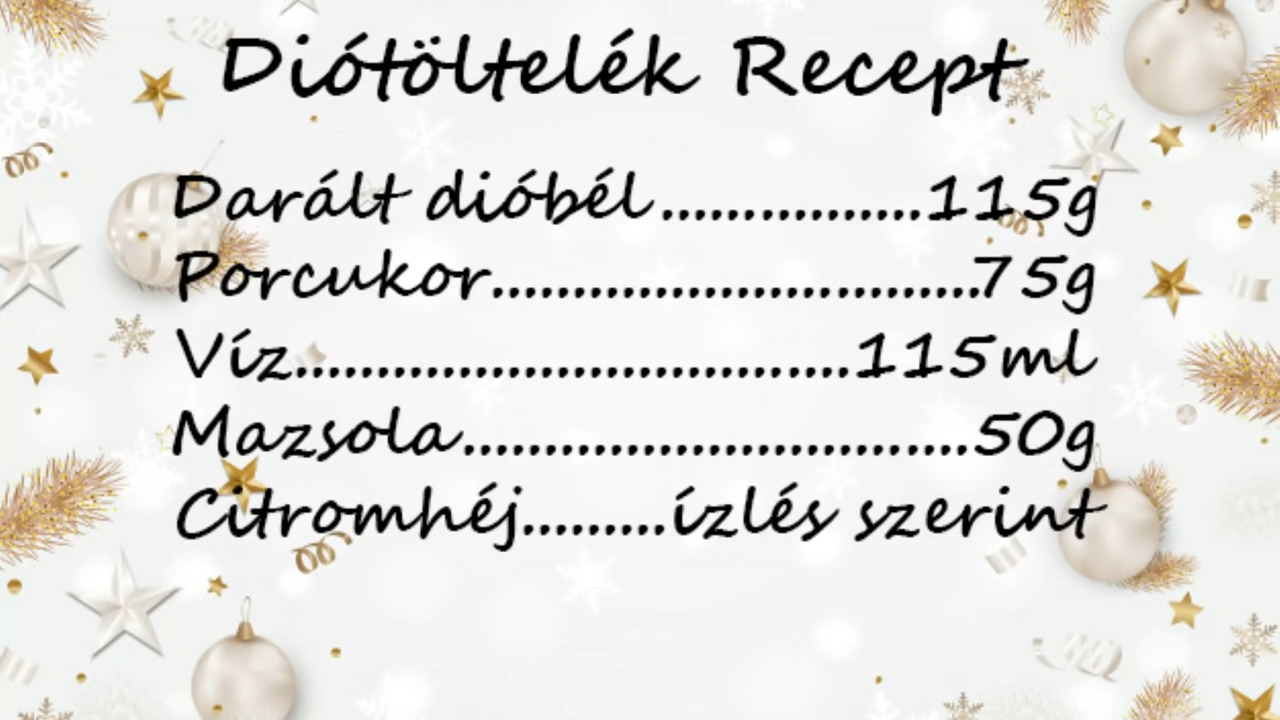 Diótöltelék Recept
Darált dióbél................115g
Porcukor..............................75g
Víz..................................115ml
Mazsola...............................50g
Citromhéj.........ízlés szerint